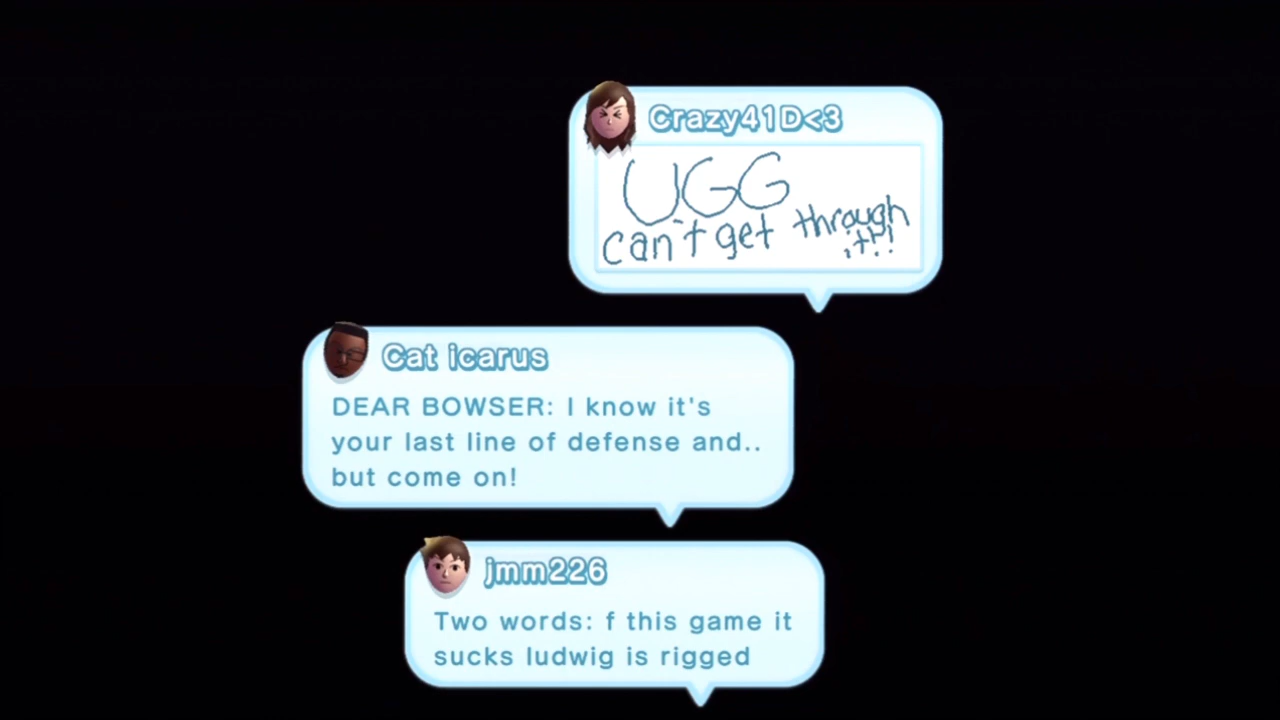 Crazy41D<3
UGG
can't get through
it!!
Cat icarus
DEAR BOWSER: I know it's
your last line of defense and..
but come on!
jmm226
Two words: f this game it
sucks ludwig is rigged